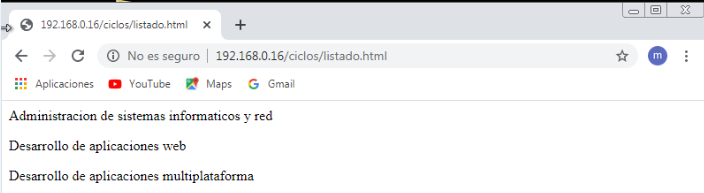 192.168.0.16/ciclos/listado.html
No es seguro | 192.168.0.16/ciclos/listado.html
m
Aplicaciones YouTube Maps Gmail
Administracion de sistemas informaticos y red
Desarrollo de aplicaciones web
Desarrollo de aplicaciones multiplataforma